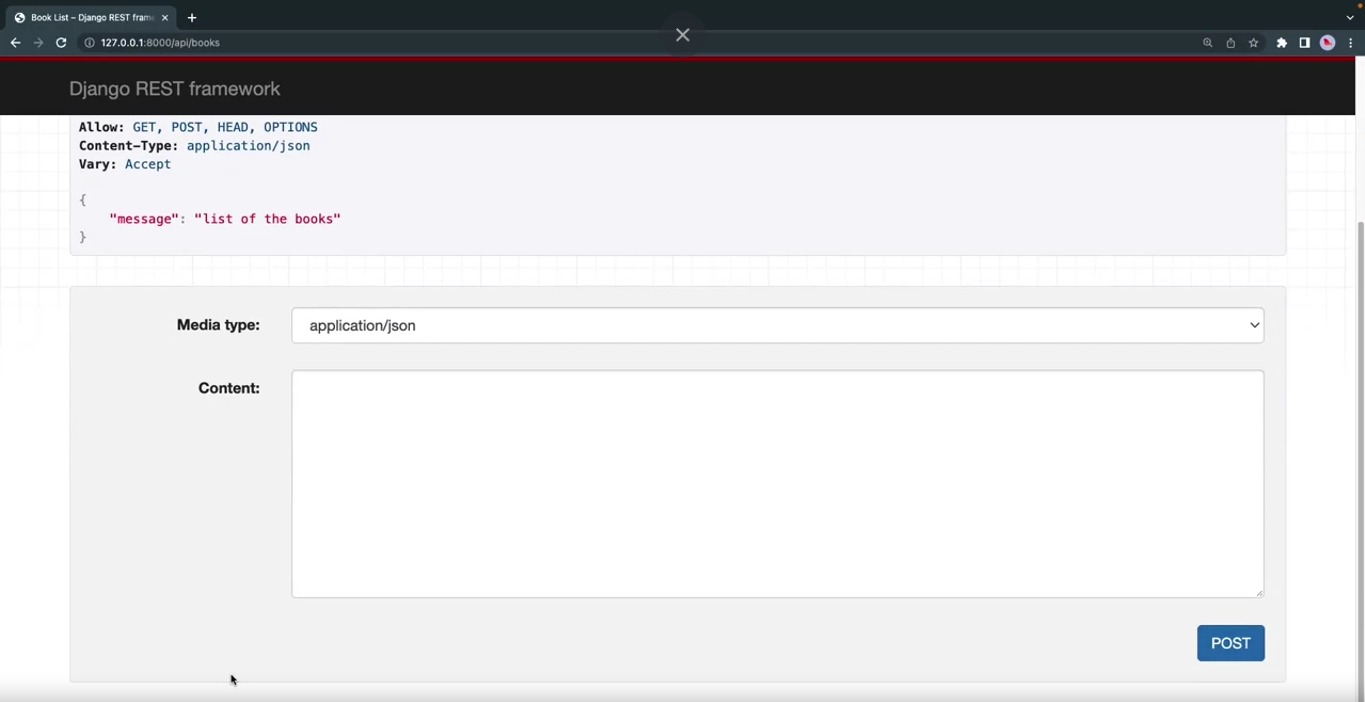 Book List – Django REST fram
127.0.0.1:8000/api/books
Django REST framework
Allow: GET, POST, HEAD, OPTIONS
Content-Type: application/json
Vary: Accept
{
"message": "list of the books"
}
Media type:
application/json
Content:
POST